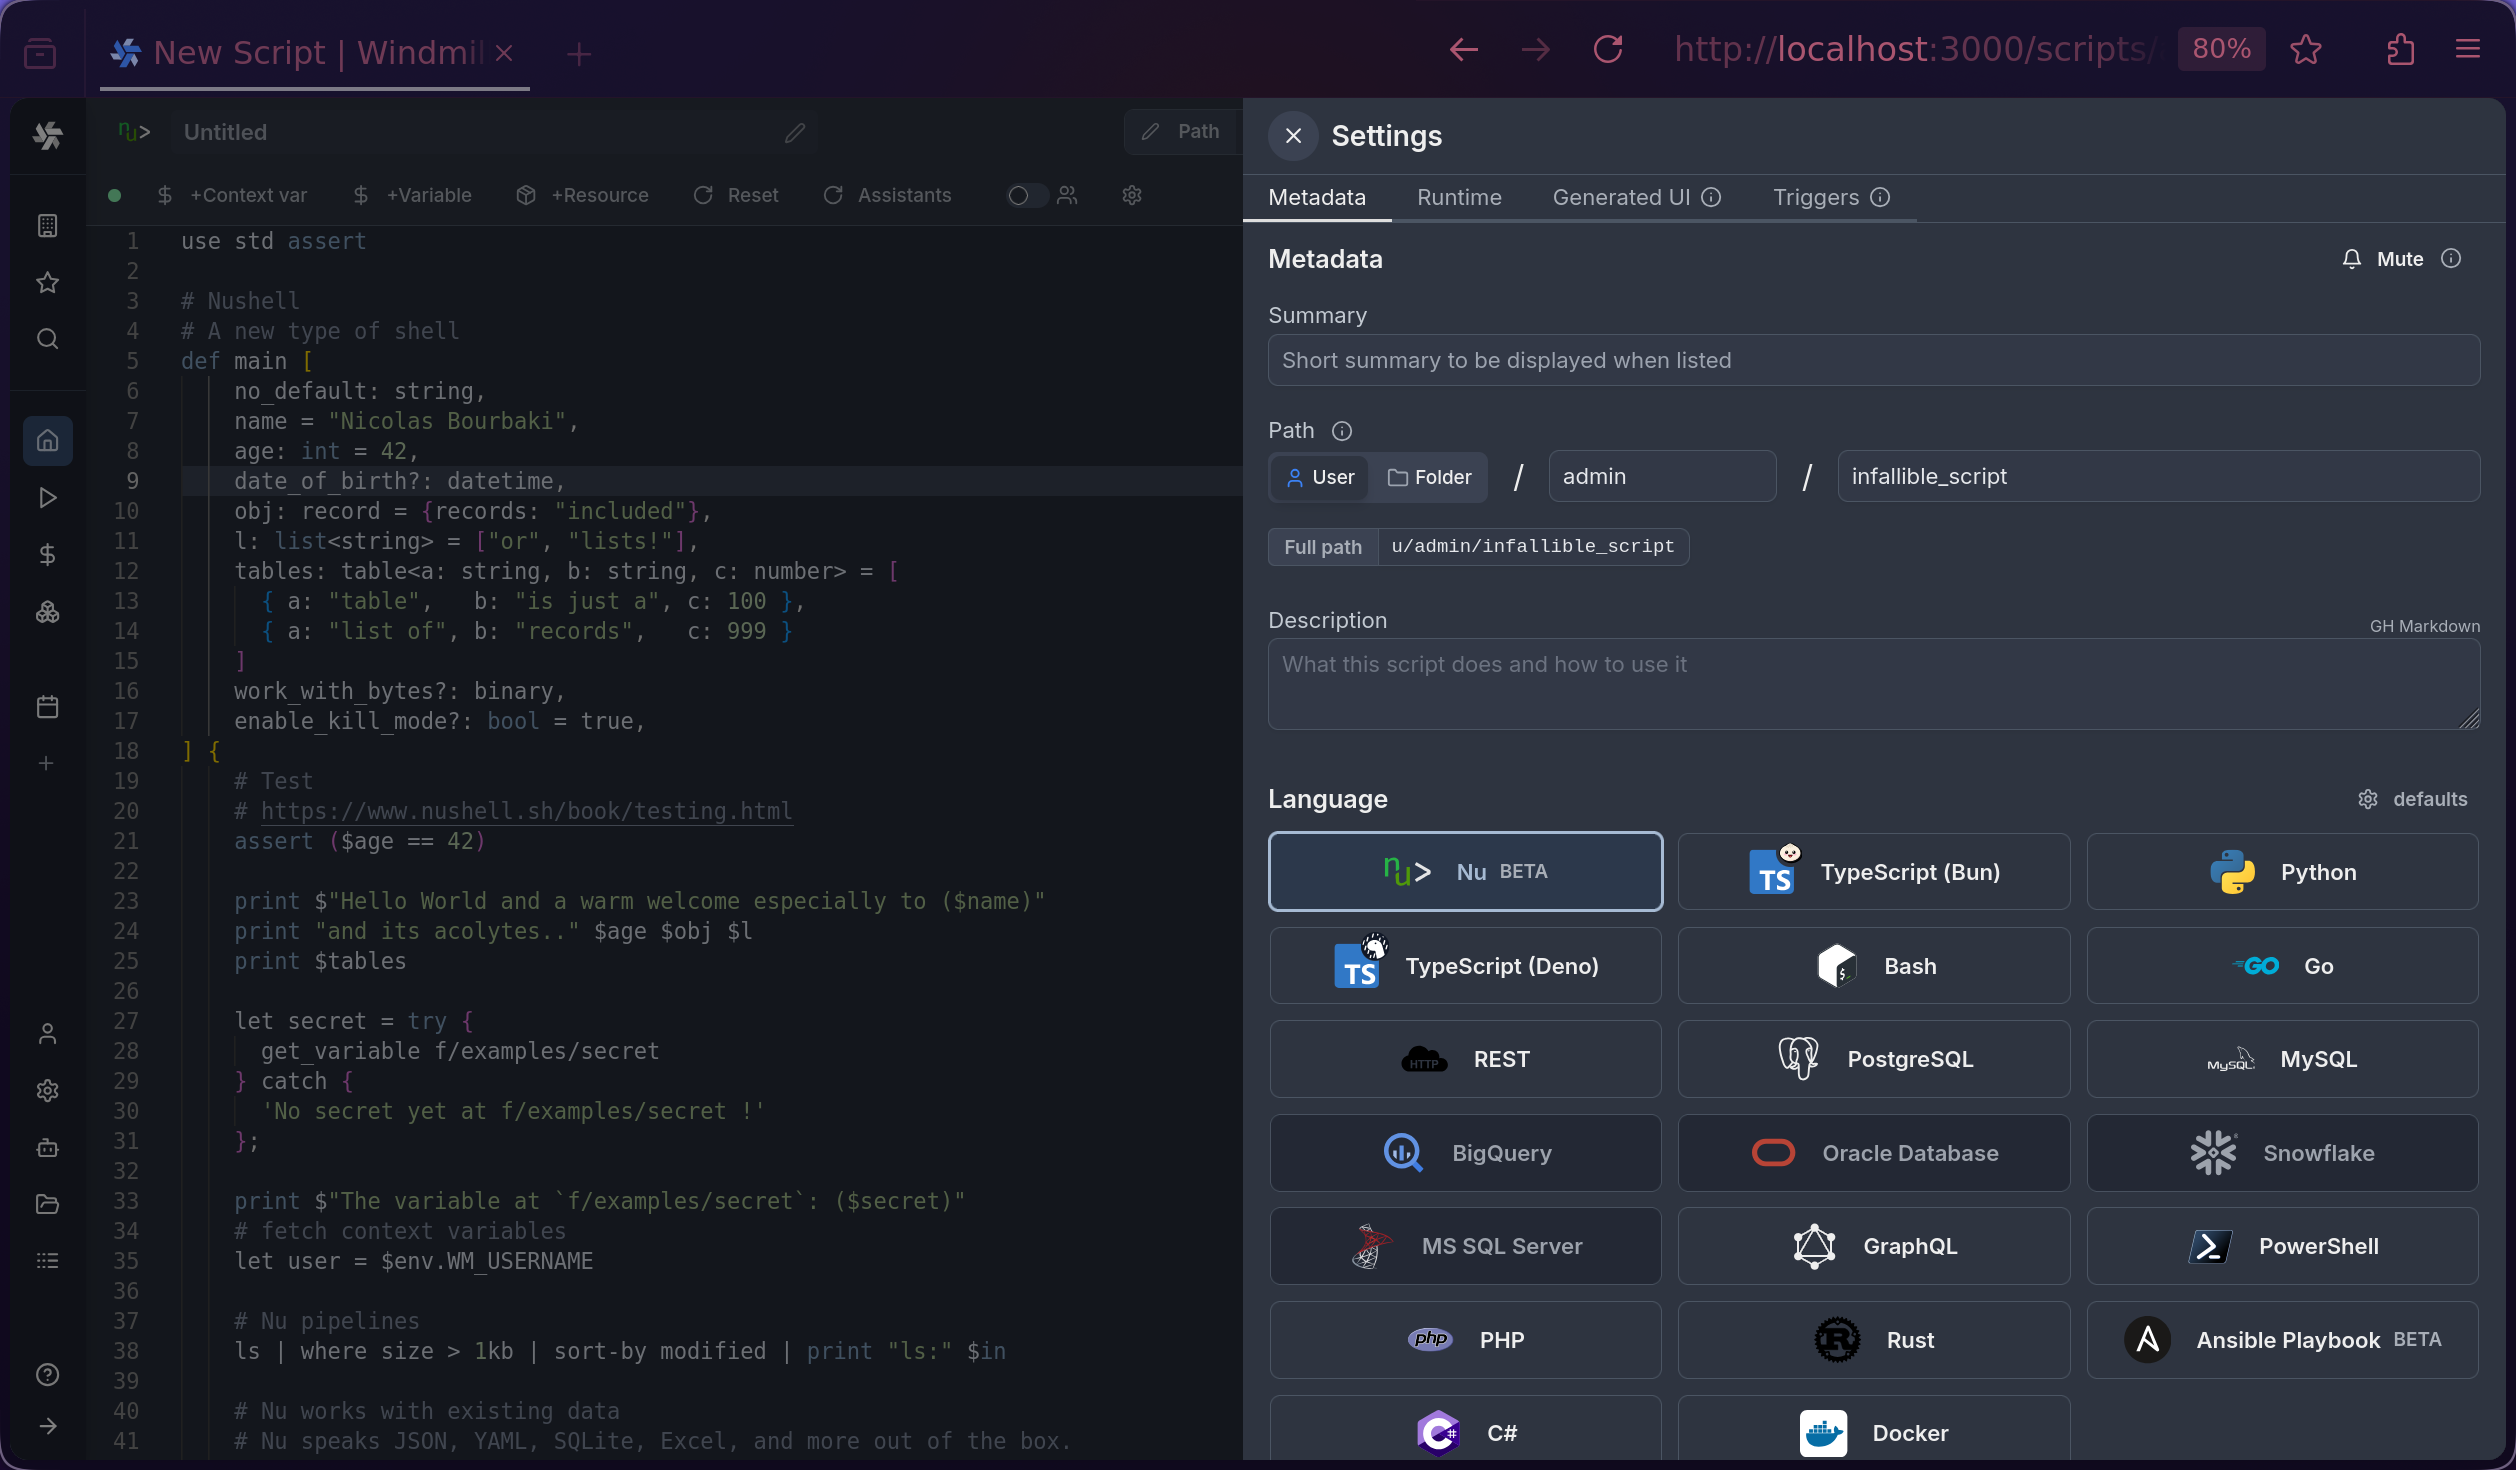 New Script | Windmil
http://localhost:3000/scripts/
80%
nu>
Untitled
Path
+Context var
+Variable
+Resource
Reset
Assistants
1 use std assert
2
3 # Nushell
4 # A new type of shell
5 def main [
6 no_default: string,
7 name = "Nicolas Bourbaki",
8 age: int = 42,
9 date_of_birth?: datetime,
10 obj: record = {records: "included"},
11 l: list<string> = ["or", "lists!"],
12 tables: table<a: string, b: string, c: number> = [
13 { a: "table",   b: "is just a", c: 100 },
14 { a: "list of", b: "records",   c: 999 }
15 ]
16 work_with_bytes?: binary,
17 enable_kill_mode?: bool = true,
18 ] {
19 # Test
20 # https://www.nushell.sh/book/testing.html
21 assert ($age == 42)
22
23 print $"Hello World and a warm welcome especially to ($name)"
24 print "and its acolytes.." $age $obj $l
25 print $tables
26
27 let secret = try {
28 get_variable f/examples/secret
29 } catch {
30 'No secret yet at f/examples/secret !'
31 };
32
33 print $"The variable at `f/examples/secret`: ($secret)"
34 # fetch context variables
35 let user = $env.WM_USERNAME
36
37 # Nu pipelines
38 ls | where size > 1kb | sort-by modified | print "ls:" $in
39
40 # Nu works with existing data
41 # Nu speaks JSON, YAML, SQLite, Excel, and more out of the box.
Settings
Metadata
Runtime
Generated UI
Triggers
Metadata
Mute
Summary
Short summary to be displayed when listed
Path
User
Folder
/
admin
/
infallible_script
Full path
u/admin/infallible_script
Description
GH Markdown
What this script does and how to use it
Language
defaults
nu> Nu BETA
TS TypeScript (Bun)
Python
TS TypeScript (Deno)
Bash
GO Go
HTTP REST
PostgreSQL
MySQL MySQL
BigQuery
Oracle Database
Snowflake
MS SQL Server
GraphQL
PowerShell
php PHP
R Rust
A Ansible Playbook BETA
C# C#
Docker